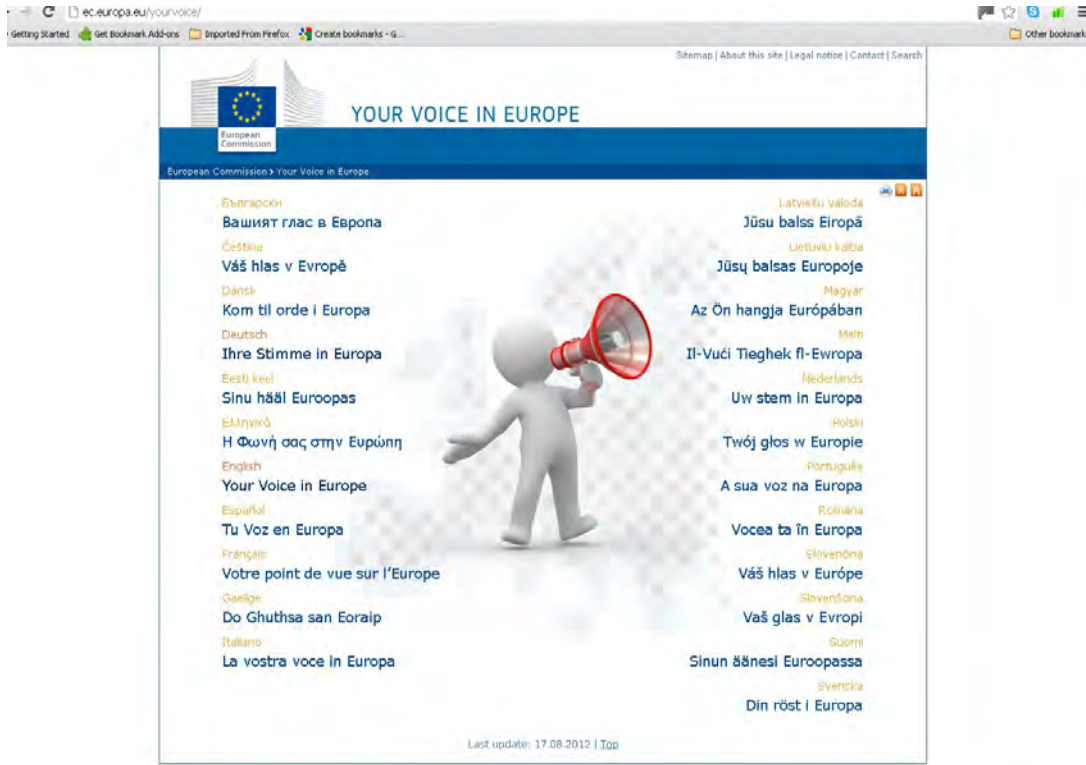 ec.europa.eu/yourvoice/
Getting Started Get Bookmark Add-ons Imported From Firefox Create bookmarks - G... Other bookmark
Sitemap | About this site | Legal notice | Contact | Search
YOUR VOICE IN EUROPE
European
Commission
European Commission > Your Voice in Europe
Български
Вашият глас в Европа
Čeština
Váš hlas v Evropě
Dansk
Kom til orde i Europa
Deutsch
Ihre Stimme in Europa
Eesti keel
Sinu hääl Euroopas
Ελληνικά
Η Φωνή σας στην Ευρώπη
English
Your Voice in Europe
Español
Tu Voz en Europa
Français
Votre point de vue sur l'Europe
Gaeilge
Do Ghuthsa san Eoraip
Italiano
La vostra voce in Europa
Latviešu valoda
Jūsu balss Eiropā
Lietuvių kalba
Jūsų balsas Europoje
Magyar
Az Ön hangja Európában
Malti
Il-Vuċi Tiegħek fl-Ewropa
Nederlands
Uw stem in Europa
Polski
Twój głos w Europie
Português
A sua voz na Europa
Română
Vocea ta în Europa
Slovenčina
Váš hlas v Európe
Slovenščina
Vaš glas v Evropi
Suomi
Sinun äänesi Euroopassa
Svenska
Din röst i Europa
Last update: 17.08.2012 | Top